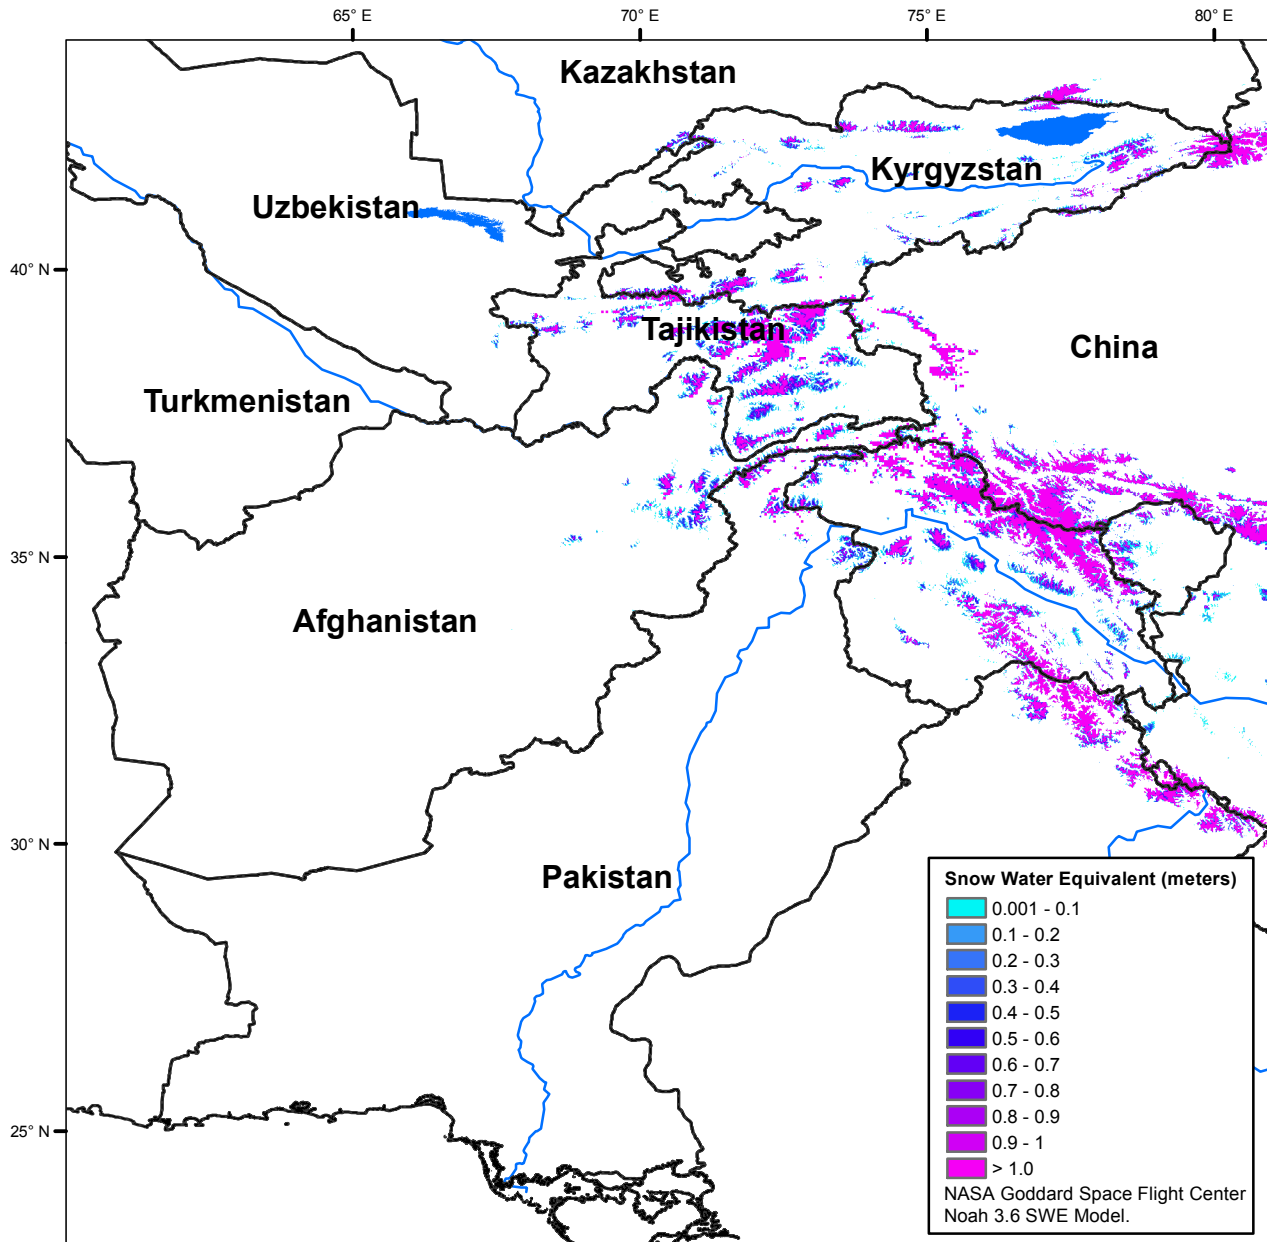 65° E
70° E
75° E
80° E
Kazakhstan
Kyrgyzstan
Uzbekistan
40° N
Tajikistan
China
Turkmenistan
35° N
Afghanistan
30° N
Pakistan
25° N
Snow Water Equivalent (meters)
0.001 - 0.1
0.1 - 0.2
0.2 - 0.3
0.3 - 0.4
0.4 - 0.5
0.5 - 0.6
0.6 - 0.7
0.7 - 0.8
0.8 - 0.9
0.9 - 1
> 1.0
NASA Goddard Space Flight Center
Noah 3.6 SWE Model.